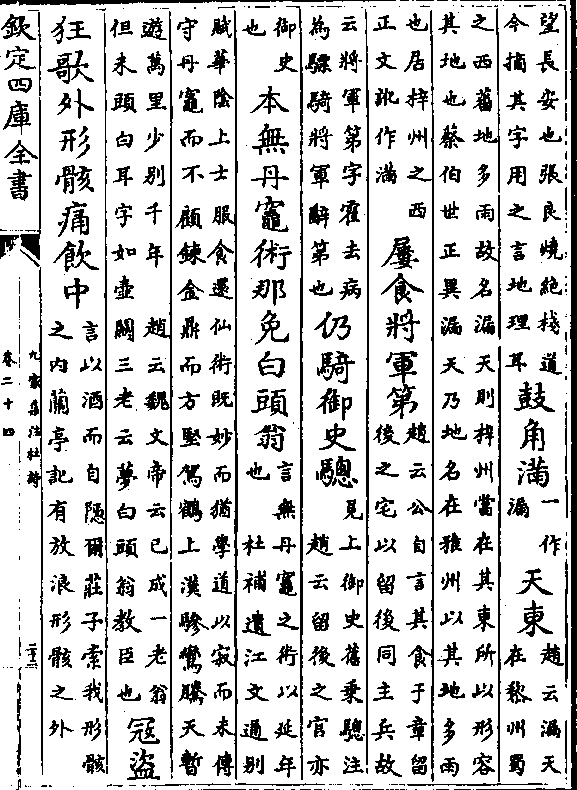 望長安也張良燒絕棧道
今摘其字用之言地理耳
鼓角滿
一作
漏
天東
趙云漏天
在黎州蜀
之西舊地多雨故名漏天則梓州當在其東所以形容
其地也蔡伯世正異漏天乃地名在雅州以其地多雨
也居梓州之西
正文訛作滿
屢食將軍第
趙云公自言其食于章留
後之宅以留後同主兵故
云將軍第字霍去病
為驃騎將軍辭第也
仍騎御史驄
見上御史舊乘驄注
趙云留後之官亦
御史
也
本無丹竈術那免白頭翁
言無丹竈之術以延年
也 杜補遺江文通別
賦華陰上士服食還仙術既妙而猶學道以寂而未傳
守丹竈而不顧鍊金鼎而方堅駕鶴上漢驂鸞騰天暫
遊萬里少別千年 趙云魏文帝云已成一老翁
但未頭白耳字如壺關三老云夢白頭翁教臣也
冦盜
狂歌外形骸痛飲中
言以酒而自隱爾莊子索我形骸
之内蘭亭記有放浪形骸之外
欽定四庫全書
九家集注杜詩
卷二十四